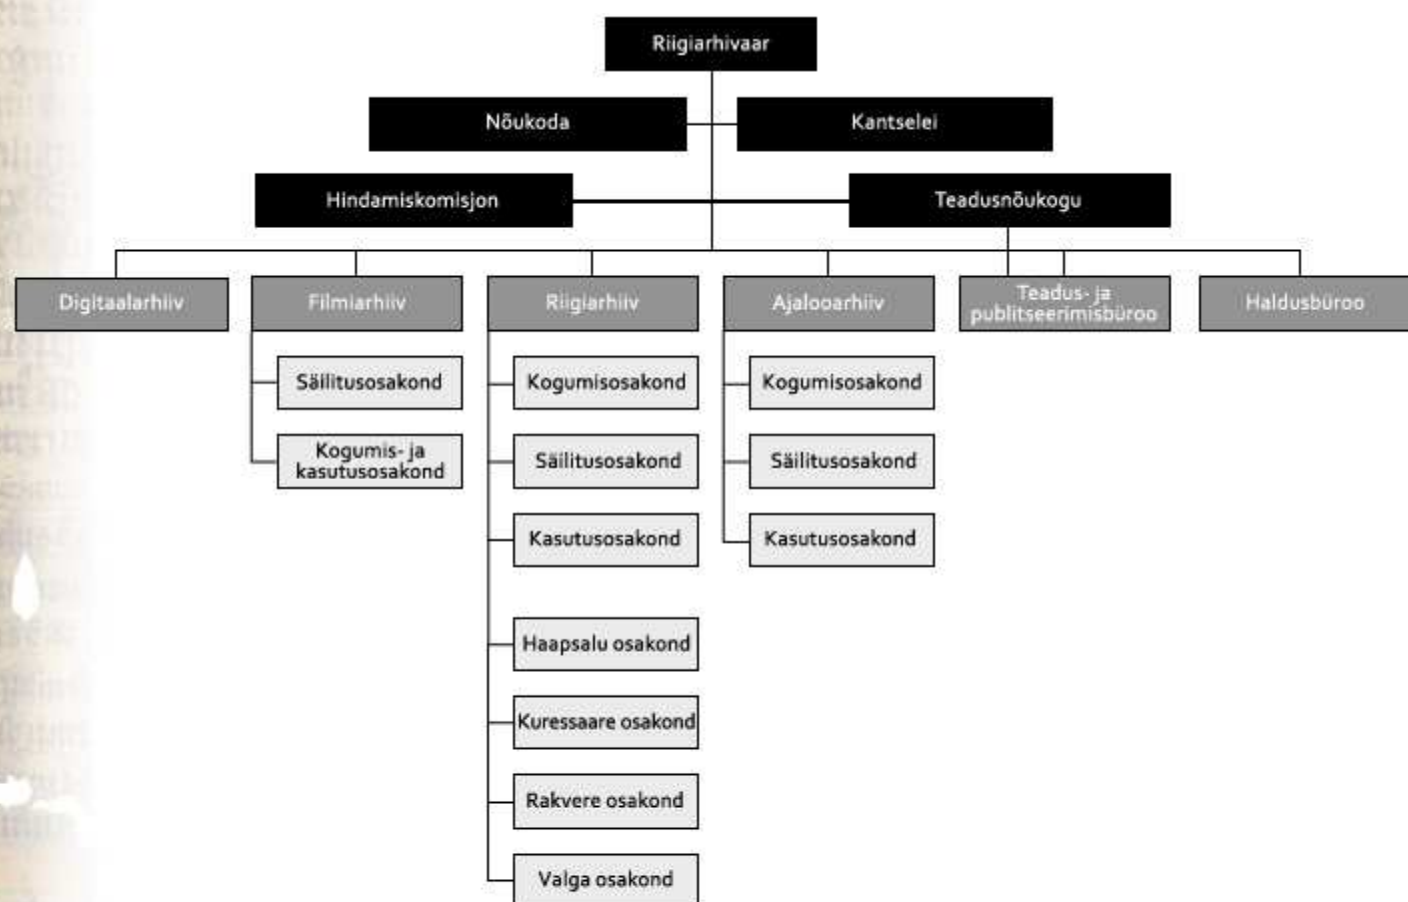 Riigiarhivaar
Nõukoda
Kantselei
Hindamiskomisjon
Teadusnõukogu
Digitaalarhiiv
Filmiarhiiv
Riigiarhiiv
Ajalooarhiiv
Teadus- ja
publitseerimisbüroo
Haldusbüroo
Säilitusosakond
Kogumis- ja
kasutusosakond
Kogumisosakond
Säilitusosakond
Kasutusosakond
Haapsalu osakond
Kuressaare osakond
Rakvere osakond
Valga osakond
Kogumisosakond
Säilitusosakond
Kasutusosakond